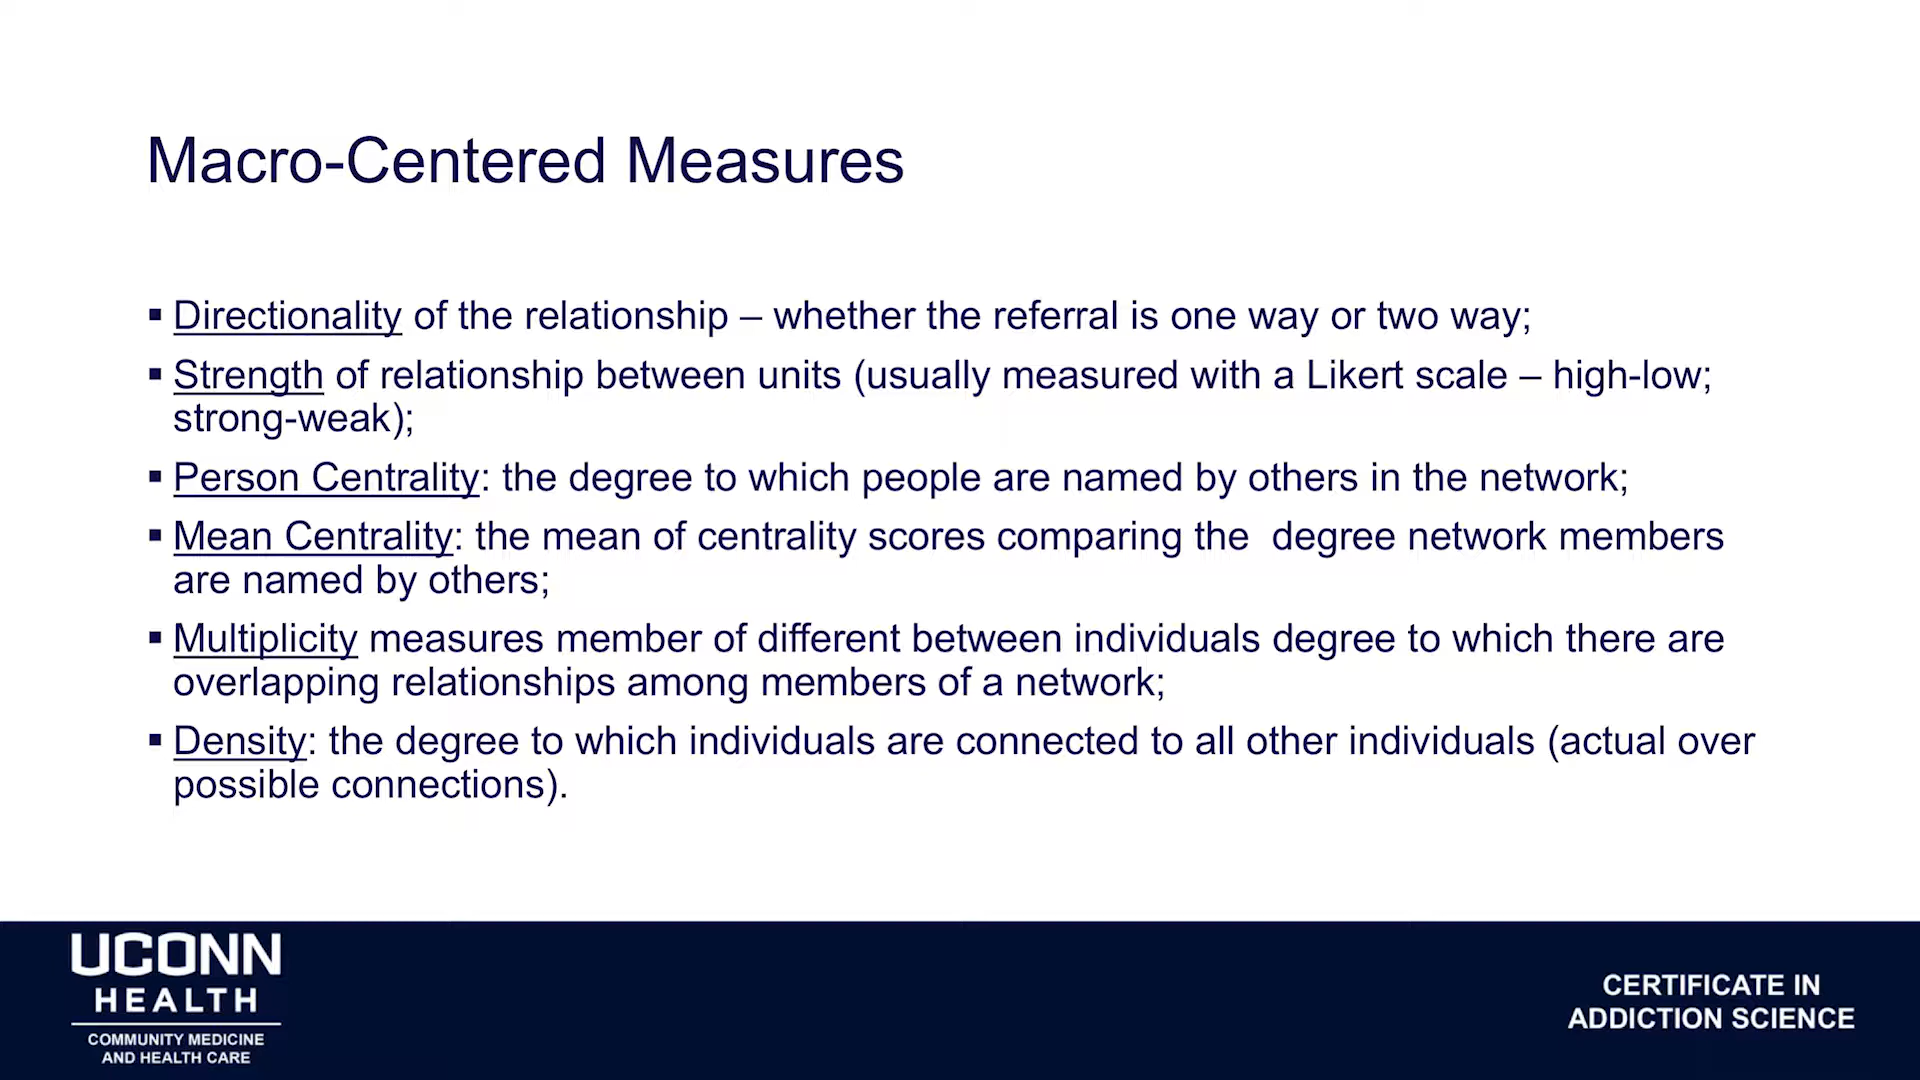 Macro-Centered Measures
▪ Directionality of the relationship – whether the referral is one way or two way;
▪ Strength of relationship between units (usually measured with a Likert scale – high-low;
strong-weak);
▪ Person Centrality: the degree to which people are named by others in the network;
▪ Mean Centrality: the mean of centrality scores comparing the  degree network members
are named by others;
▪ Multiplicity measures member of different between individuals degree to which there are
overlapping relationships among members of a network;
▪ Density: the degree to which individuals are connected to all other individuals (actual over
possible connections).
UCONN
HEALTH
COMMUNITY MEDICINE
AND HEALTH CARE
CERTIFICATE IN
ADDICTION SCIENCE